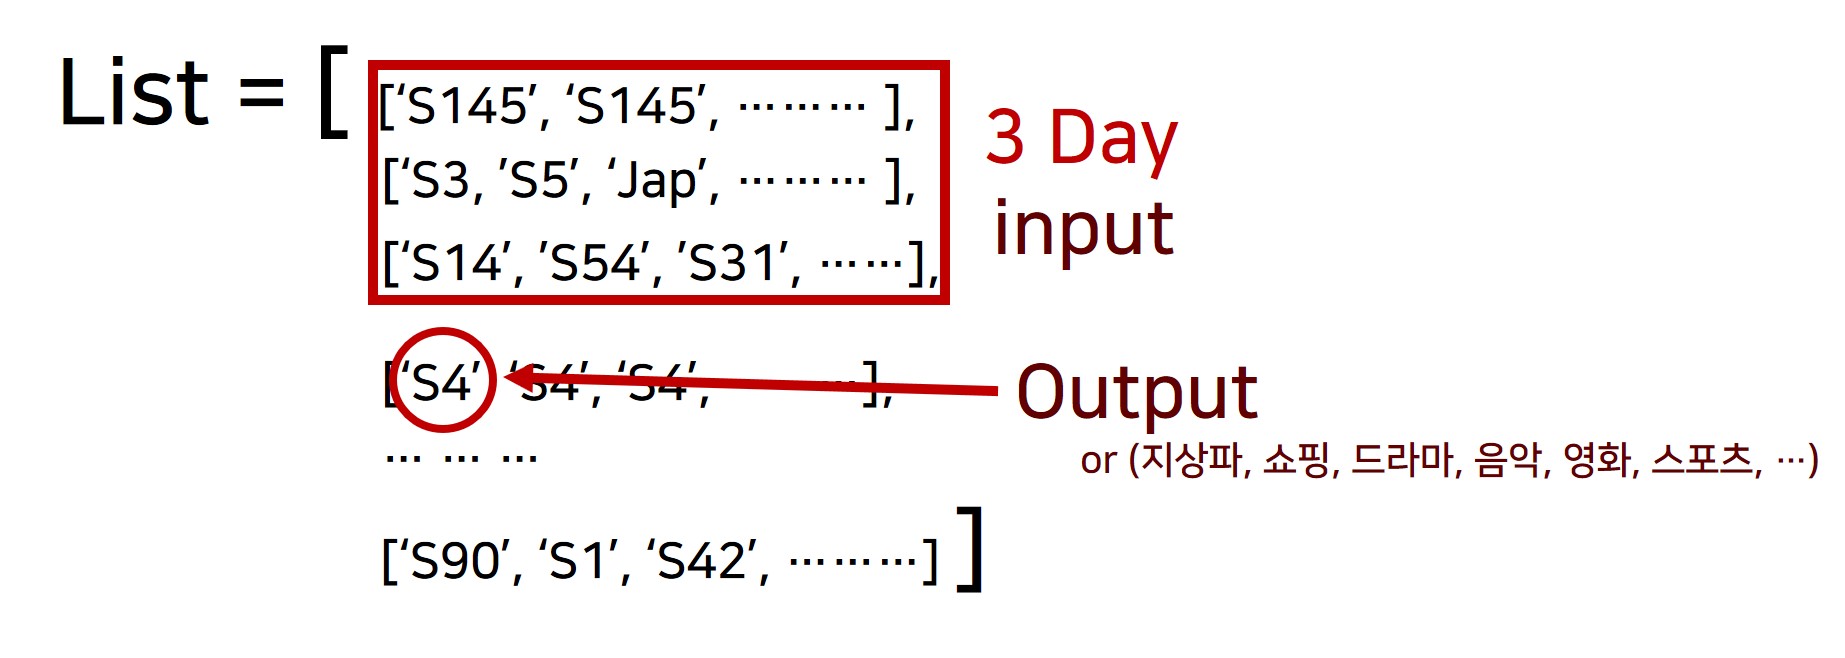 List = [
[‘S145’, ‘S145’, ⋯⋯⋯ ],
[‘S3, ’S5’, ‘Jap’, ⋯⋯⋯ ],
[‘S14’, ’S54’, ’S31’, ⋯⋯],
3 Day
input
[‘S4’ ‘S4’, ‘S4’, ⋯],
Output
⋯ ⋯ ⋯
or (지상파, 쇼핑, 드라마, 음악, 영화, 스포츠, ⋯)
[‘S90’, ‘S1’, ‘S42’, ⋯⋯⋯] ]